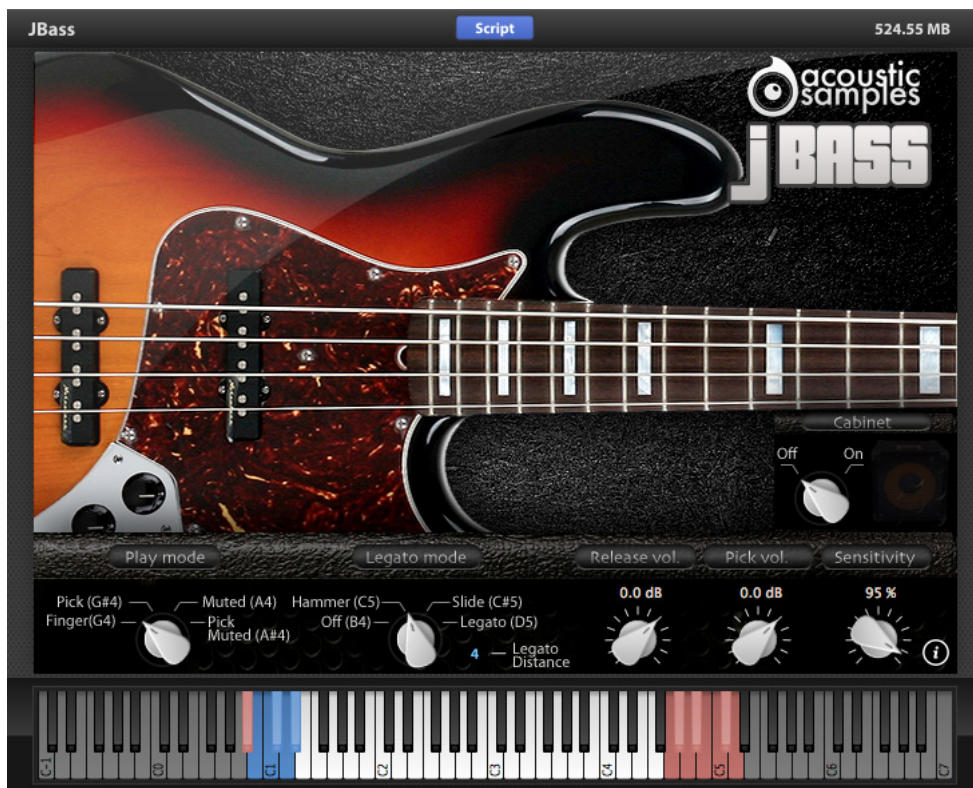 JBass
Script
524.55 MB
acoustic
samples
j BASS
Cabinet
Off
On
Play mode
Legato mode
Release vol.
Pick vol.
Sensitivity
Pick (G#4)
Muted (A4)
Finger(G4)
Pick
Muted (A#4)
Hammer (C5)
Slide (C#5)
Off (B4)
Legato (D5)
4
Legato
Distance
0.0 dB
0.0 dB
95 %
i
C-1
C0
C1
C2
C3
C4
C5
C6
C7